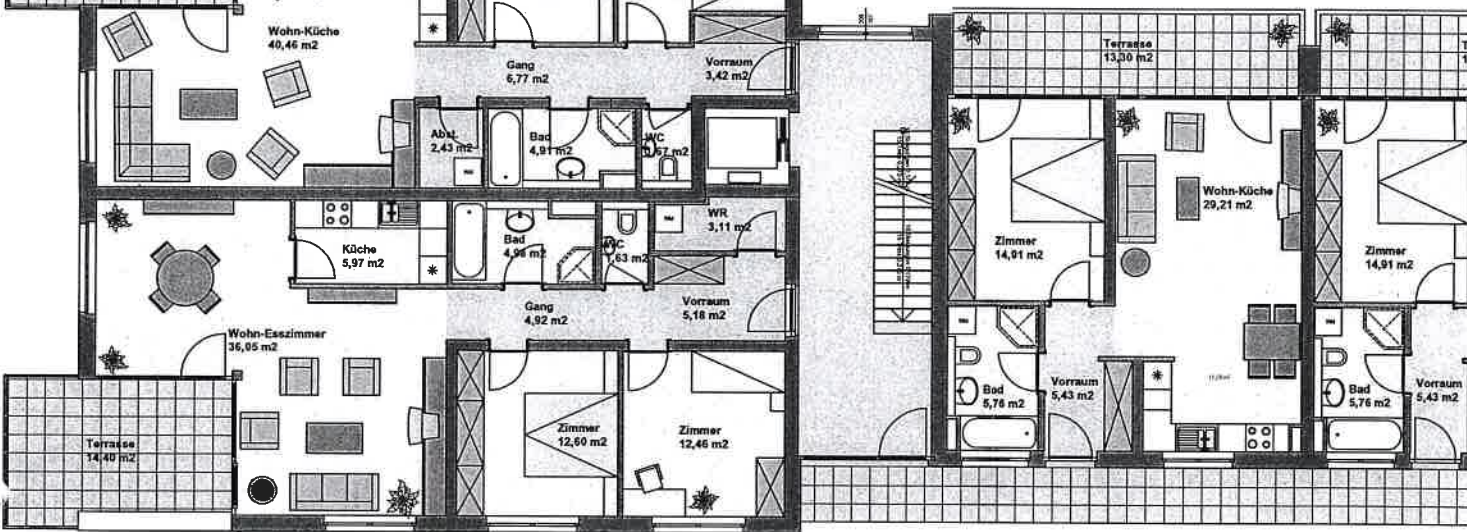 Wohn-Küche
40,46 m2
Gang
6,77 m2
Vorraum
3,42 m2
Abst.
2,43 m2
Bad
4,91 m2
WC
Terrasse
13,30 m2
Wohn-Küche
29,21 m2
Zimmer
14,91 m2
Zimmer
14,91 m2
WR
3,11 m2
Küche
5,97 m2
Bad
4,98 m2
WC
Gang
4,92 m2
Vorraum
5,18 m2
Wohn-Esszimmer
36,05 m2
Bad
5,76 m2
Vorraum
5,43 m2
Bad
5,76 m2
Vorraum
5,43 m2
Zimmer
12,60 m2
Zimmer
12,46 m2
Terrasse
14,40 m2